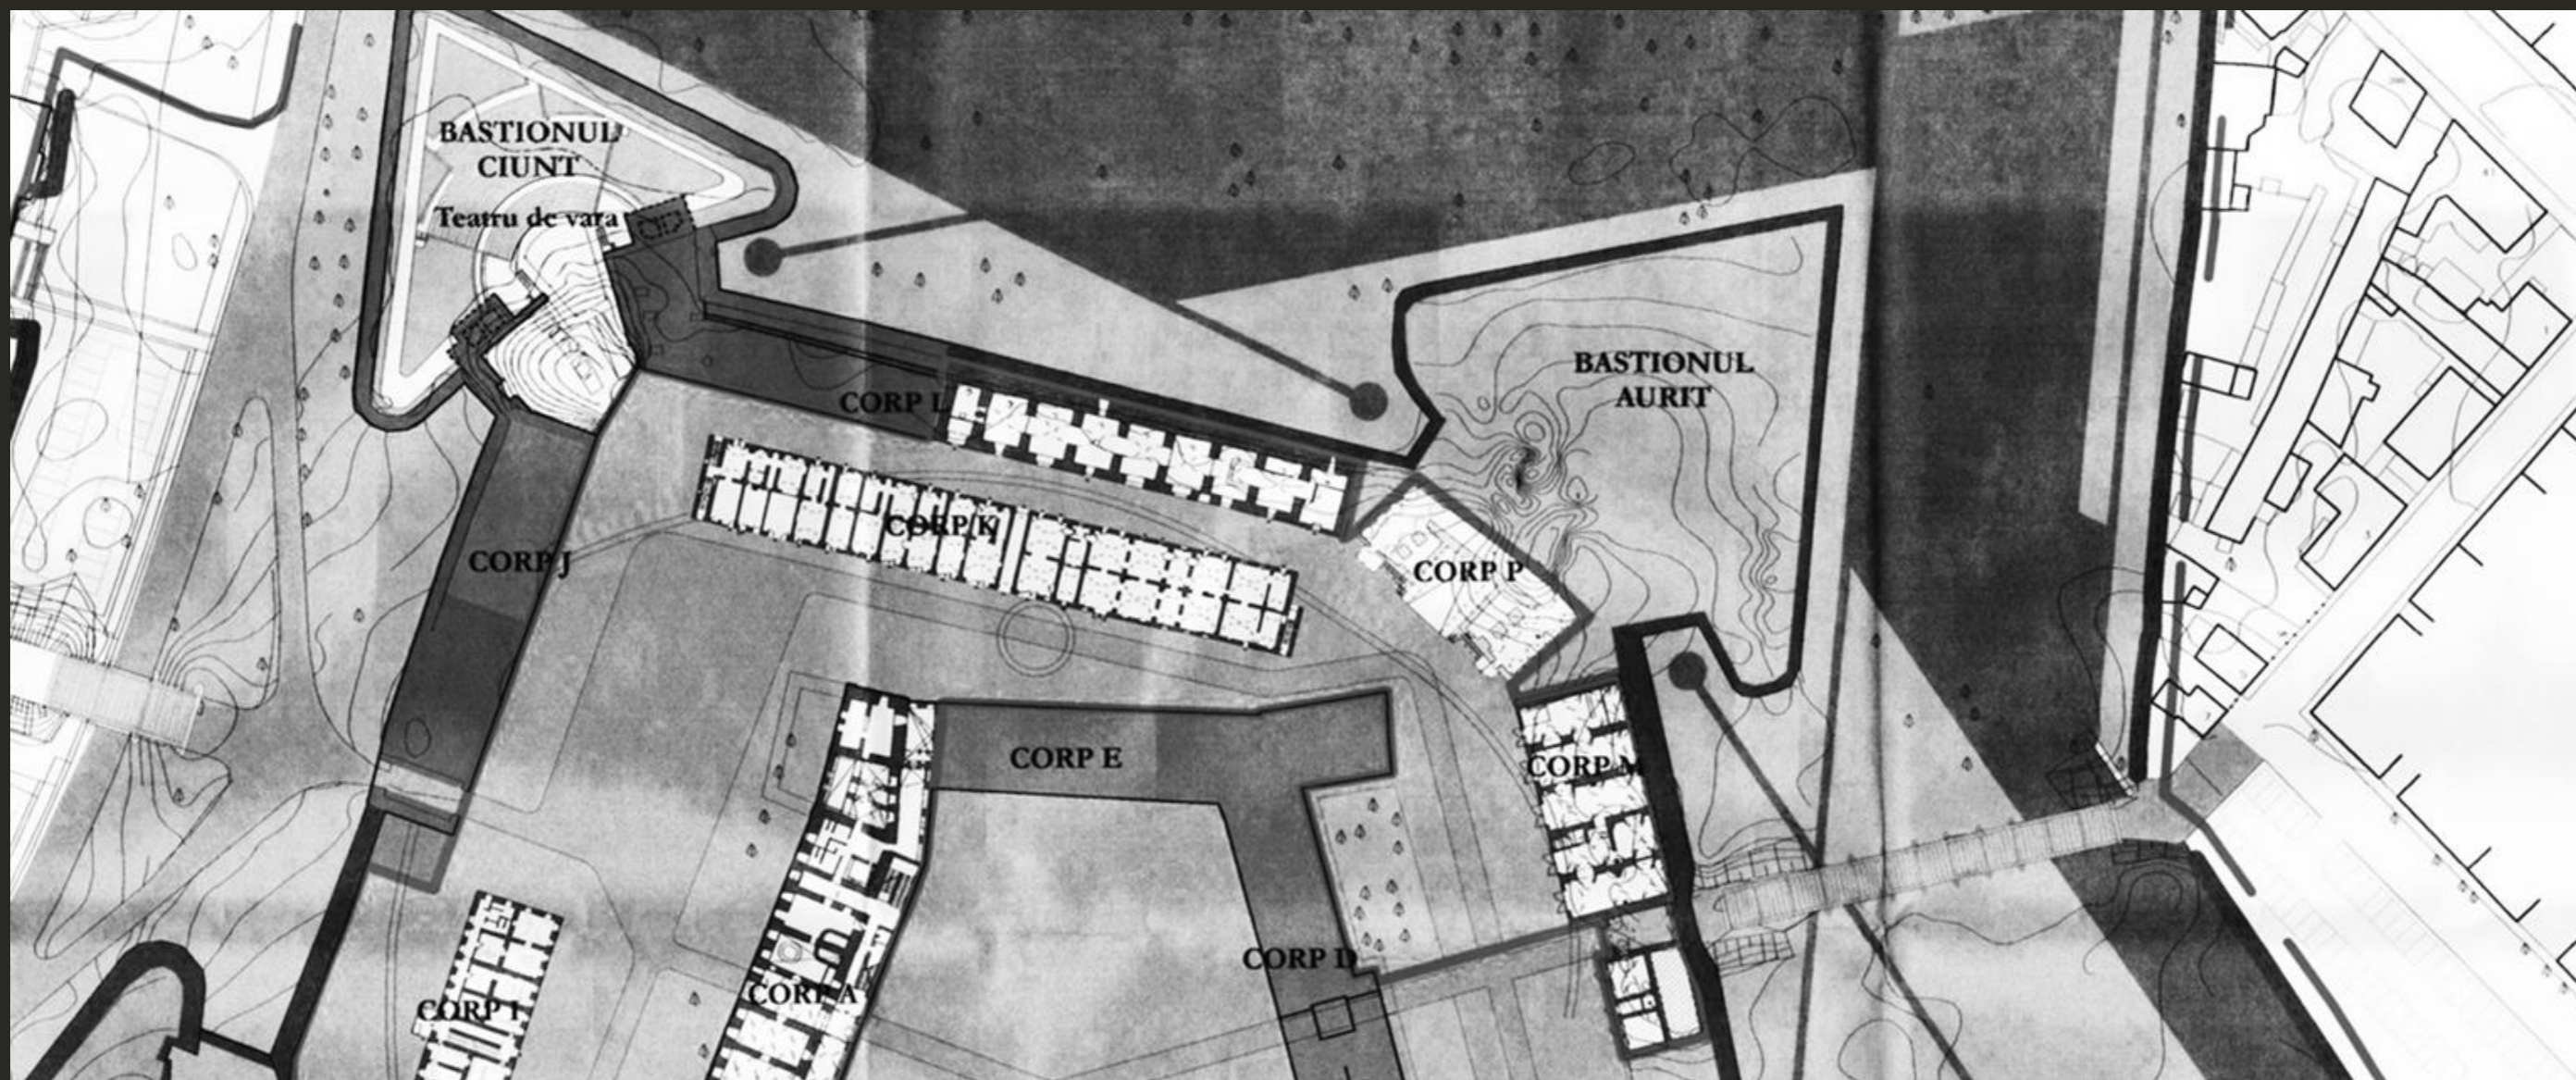 BASTIONUL
CIUNT
Teatru de vara
BASTIONUL
AURIT
CORP L
CORP K
CORP J
CORP P
CORP E
CORP M
CORP D
CORP A
CORP I